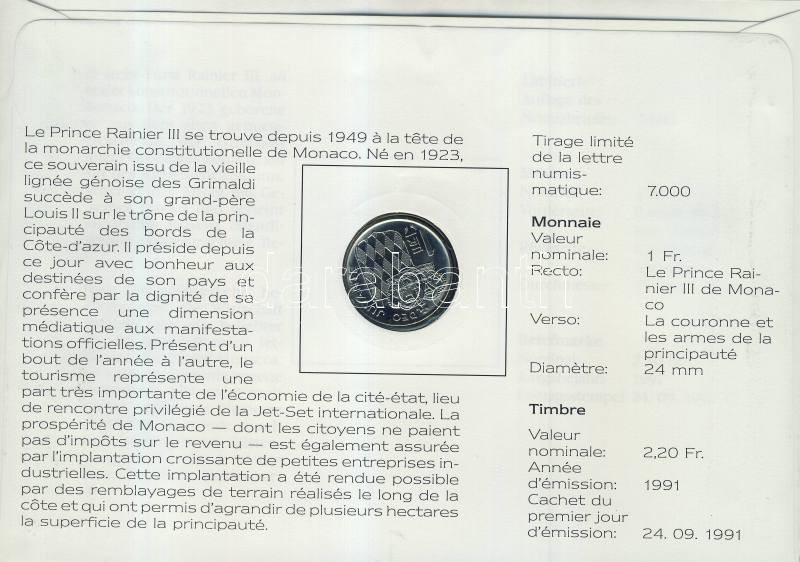 Le Prince Rainier III se trouve depuis 1949 à la tête de
la monarchie constitutionelle de Monaco. Né en 1923,
ce souverain issu de la vieille
lignée génoise des Grimaldi
succède à son grand-père
Louis II sur le trône de la prin-
cipauté des bords de la
Côte-d'azur. Il préside depuis
ce jour avec bonheur aux
destinées de son pays et
confère par la dignité de sa
présence une dimension
médiatique aux manifesta-
tions officielles. Présent d'un
bout de l'année à l'autre, le
tourisme représente une
part très importante de l'économie de la cité-état, lieu
de rencontre privilégié de la Jet-Set internationale. La
prospérité de Monaco — dont les citoyens ne paient
pas d'impôts sur le revenu — est également assurée
par l'implantation croissante de petites entreprises in-
dustrielles. Cette implantation a été rendue possible
par des remblayages de terrain réalisés le long de la
côte et qui ont permis d'agrandir de plusieurs hectares
la superficie de la principauté.
Tirage limité
de la lettre
numis-
matique: 7.000
Monnaie
Valeur
nominale: 1 Fr.
Recto: Le Prince Rai-
nier III de Mona-
co
Verso: La couronne et
les armes de la
principauté
Diamètre: 24 mm
Timbre
Valeur
nominale: 2,20 Fr.
Année
d'émission: 1991
Cachet du
premier jour
d'émission: 24. 09. 1991
darabanth